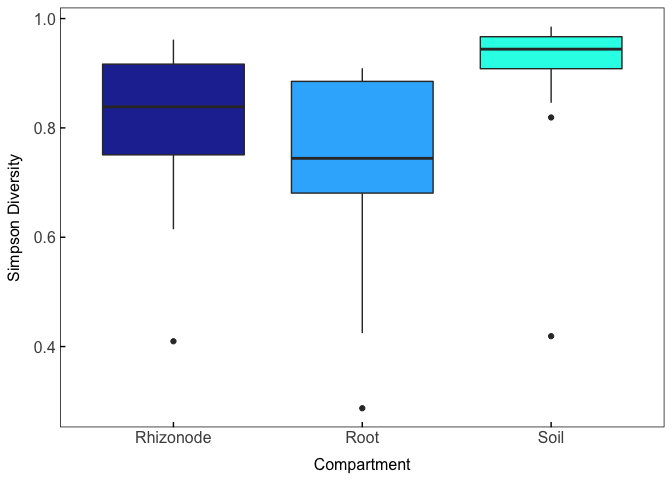 Simpson Diversity
1.0
0.8
0.6
0.4
Rhizonode
Root
Soil
Compartment